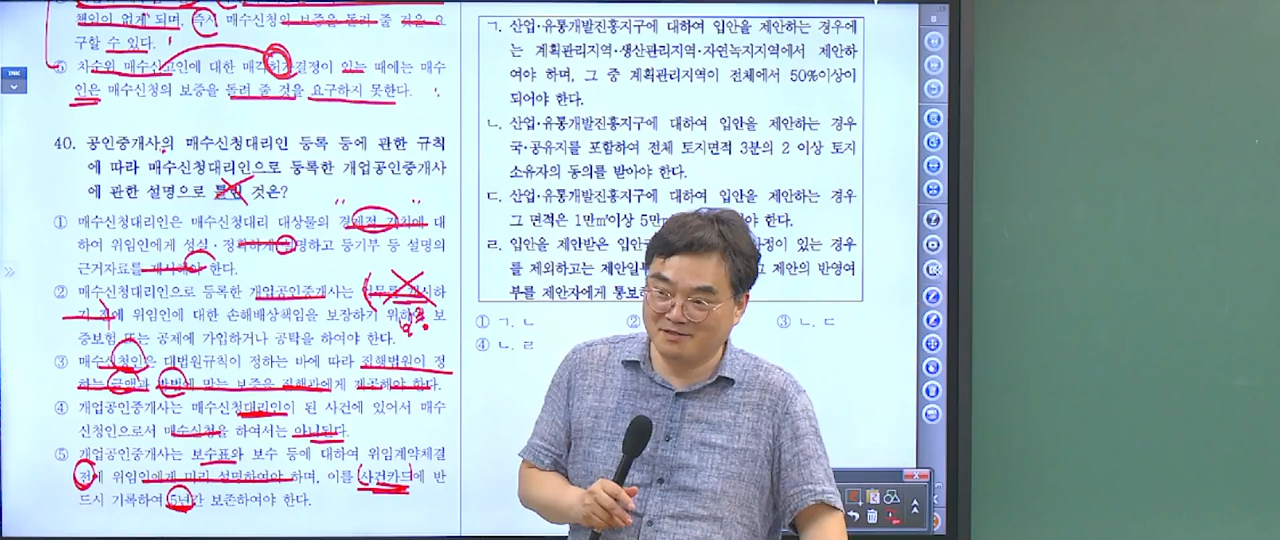 책인이 없게 되며, 즉시 매수신청의 보증을 돌려 줄 것을 요
구할 수 있다.
⑤ 차순위 매수신고인에 대한 매각허가결정이 있는 때에는 매수
인은 매수신청의 보증을 돌려 줄 것을 요구하지 못한다.
40. 공인중개사의 매수신청대리인 등록 등에 관한 규칙
에 따라 매수신청대리인으로 등록한 개업공인중개사
에 관한 설명으로 틀린 것은?
① 매수신청대리인은 매수신청대리 대상물의 경제적 가치에 대
하여 위임인에게 성실·정확하게 설명하고 등기부 등 설명의
근거자료를 제시해야 한다.
② 매수신청대리인으로 등록한 개업공인중개사는 업무를 개시하
기 전에 위임인에 대한 손해배상책임을 보장하기 위하여 보
증보험 또는 공제에 가입하거나 공탁을 하여야 한다.
③ 매수신청인은 대법원규칙이 정하는 바에 따라 집행법원이 정
하는 금액과 방법에 맞는 보증을 집행관에게 제공해야 한다.
④ 개업공인중개사는 매수신청대리인이 된 사건에 있어서 매수
신청인으로서 매수신청을 하여서는 아니된다.
⑤ 개업공인중개사는 보수표와 보수 등에 대하여 위임계약체결
전에 위임인에게 미리 설명하여야 하며, 이를 사건카드에 반
드시 기록하여 5년간 보존하여야 한다.
ㄱ. 산업·유통개발진흥지구에 대하여 입안을 제안하는 경우에
는 계획관리지역·생산관리지역·자연녹지지역에서 제안하
여야 하며, 그 중 계획관리지역이 전체에서 50%이상이
되어야 한다.
ㄴ. 산업·유통개발진흥지구에 대하여 입안을 제안하는 경우
국·공유지를 포함하여 전체 토지면적 3분의 2 이상 토지
소유자의 동의를 받아야 한다.
ㄷ. 산업·유통개발진흥지구에 대하여 입안을 제안하는 경우
그 면적은 1만㎡이상 5만 야 한다.
ㄹ. 입안을 제안받은 입안 사정이 있는 경우
를 제외하고는 제안일부 그 제안의 반영여
부를 제안자에게 통보
① ㄱ. ㄴ ② ③ ㄴ. ㄷ
④ ㄴ. ㄹ